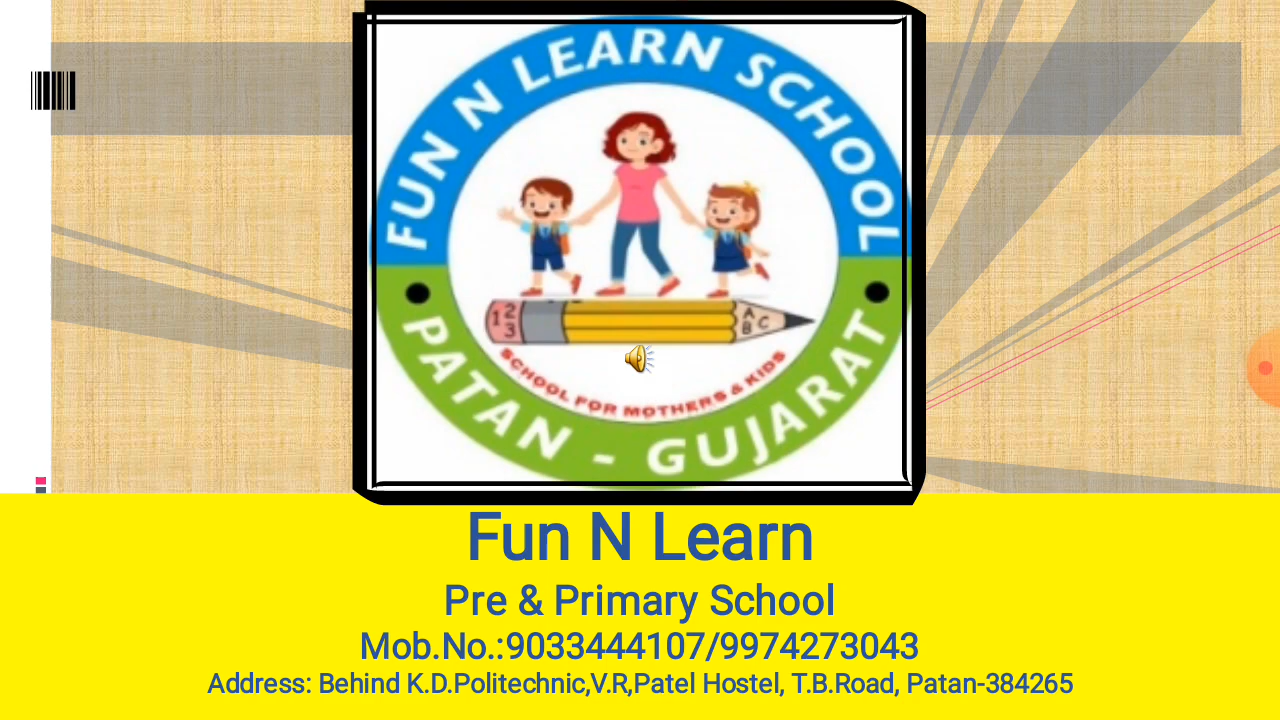 FUN N LEARN SCHOOL
1 2 3
A B C
SCHOOL FOR MOTHERS & KIDS
PATAN - GUJARAT
Fun N Learn
Pre & Primary School
Mob.No.:9033444107/9974273043
Address: Behind K.D.Politechnic,V.R,Patel Hostel, T.B.Road, Patan-384265